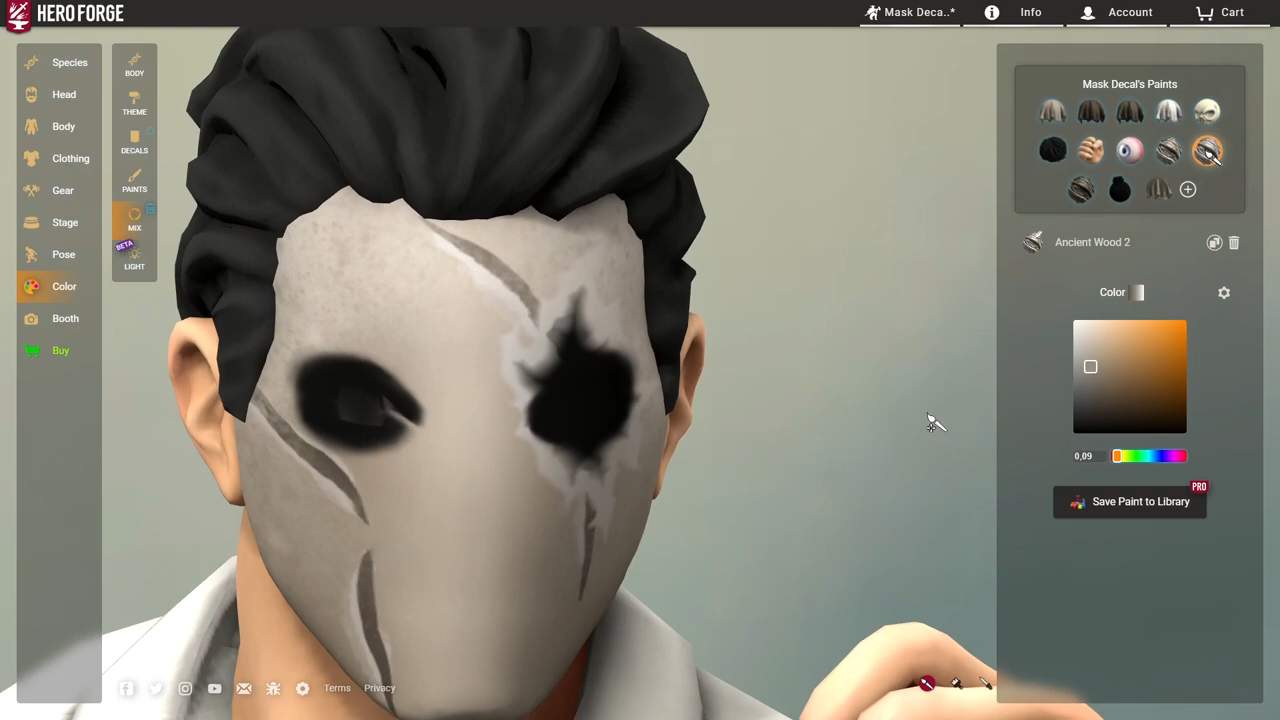 HERO FORGE
Mask Deca..*
Info
Account
Cart
Species
Head
Body
Clothing
Gear
Stage
Pose
Color
Booth
Buy
BODY
THEME
DECALS
PAINTS
MIX
BETA
LIGHT
Mask Decal's Paints
Ancient Wood 2
Color
0,09
PRO
Save Paint to Library
Terms
Privacy